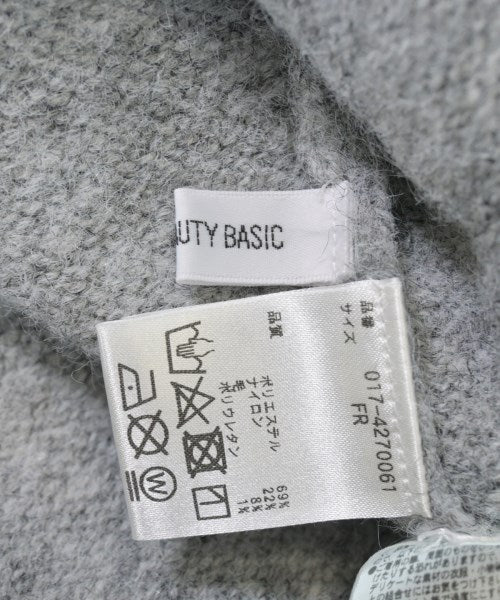 UTY BASIC
品番 017-4270061
サイズ FR
品質
ポリエステル 69%
ナイロン 22%
毛 8%
ポリウレタン 1%
W